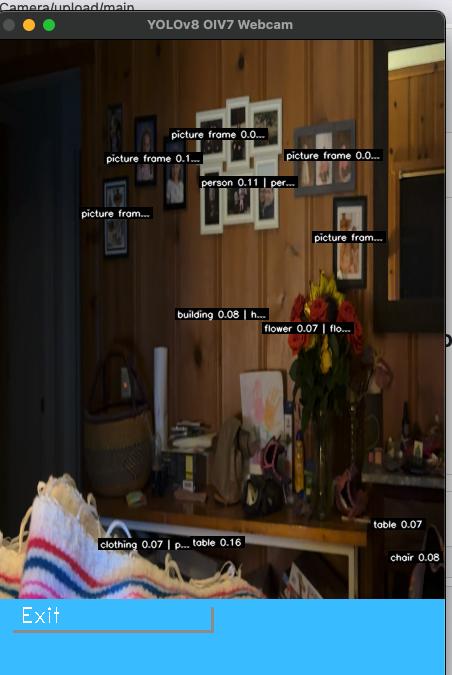 Camera/upload/main
YOLOv8 OIV7 Webcam
picture frame 0.0...
picture frame 0.1...
picture frame 0.0...
person 0.11 | per...
picture fram...
picture fram...
building 0.08 | h...
flower 0.07 | flo...
table 0.07
clothing 0.07 | p...
table 0.16
chair 0.08
Exit